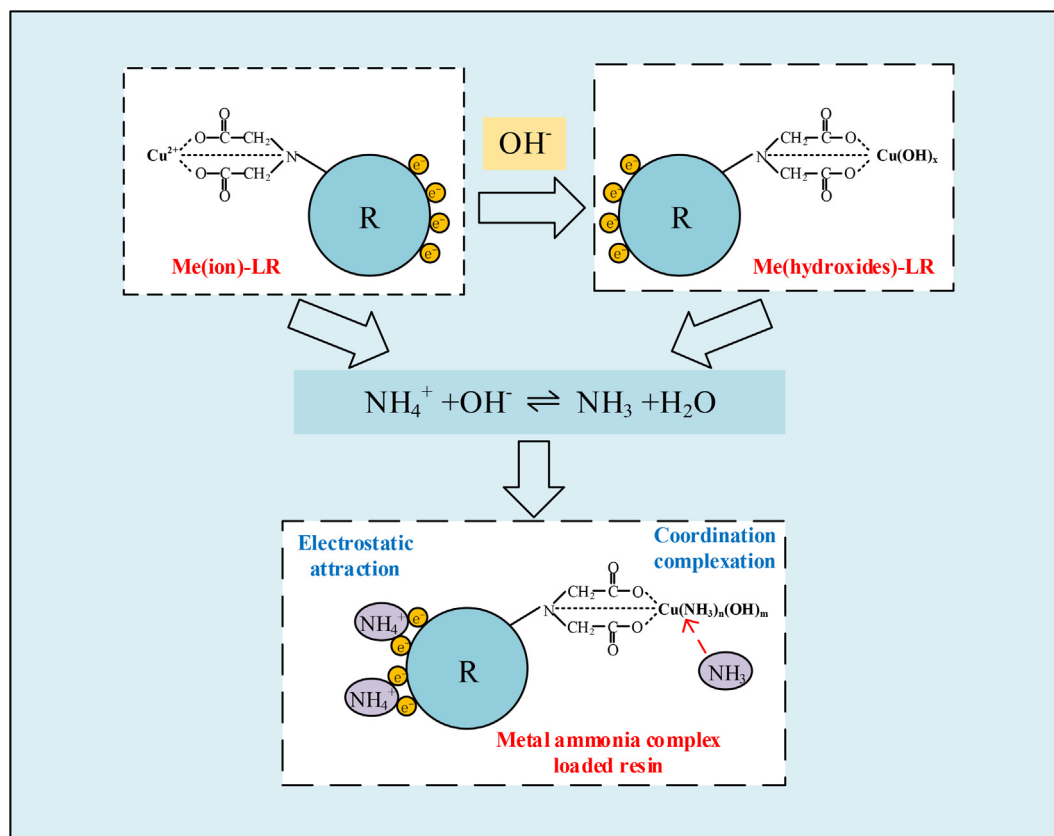 O
O—C—CH₂
Cu²⁺
N
O—C—CH₂
O
e⁻
e⁻
e⁻
e⁻
R
Me(ion)-LR
OH⁻
O
CH₂—C—O
N
Cu(OH)ₓ
CH₂—C—O
O
e⁻
e⁻
e⁻
e⁻
R
Me(hydroxides)-LR
NH₄⁺ +OH⁻ ⇌ NH₃ +H₂O
Electrostatic
attraction
Coordination
complexation
O
CH₂—C—O
N
Cu(NH₃)ₙ(OH)ₘ
CH₂—C—O
O
NH₄⁺
e⁻
e⁻
NH₄⁺
e⁻
e⁻
R
NH₃
Metal ammonia complex
loaded resin